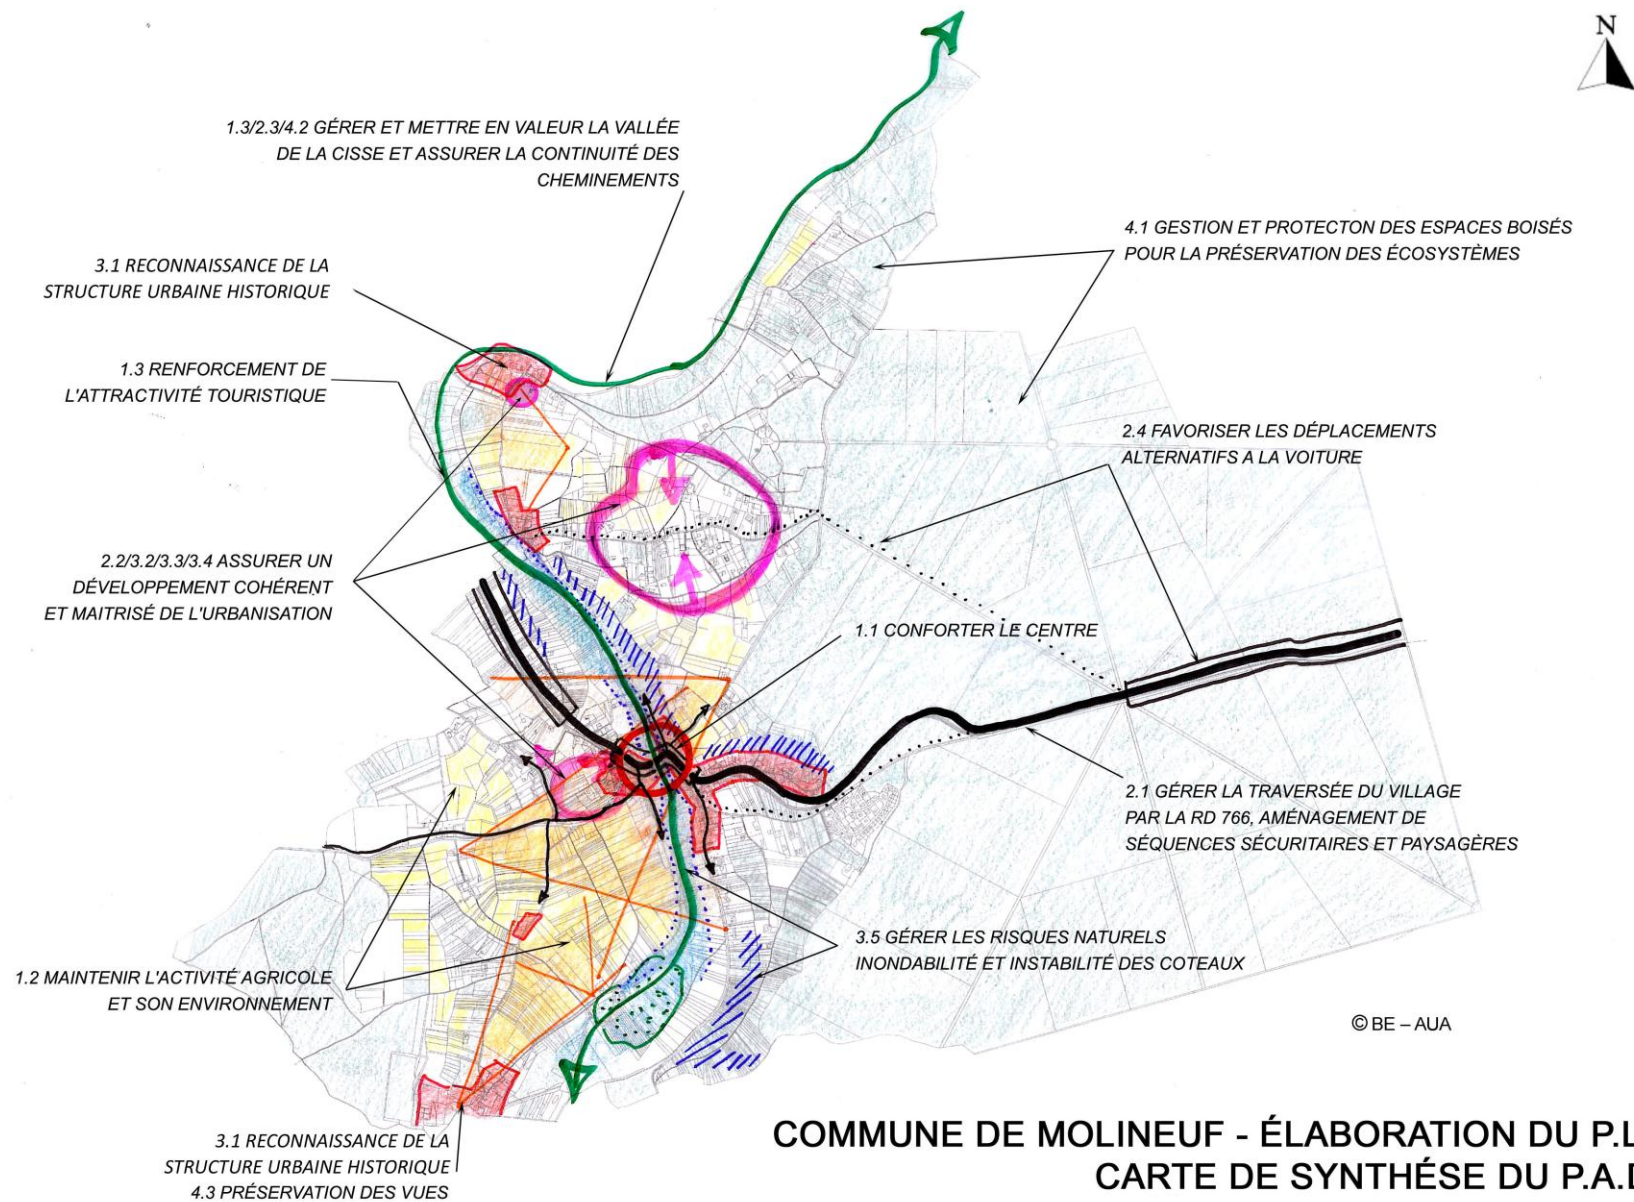 N
1.3/2.3/4.2 GÉRER ET METTRE EN VALEUR LA VALLÉE
DE LA CISSE ET ASSURER LA CONTINUITÉ DES
CHEMINEMENTS
4.1 GESTION ET PROTECTON DES ESPACES BOISÉS
POUR LA PRÉSERVATION DES ÉCOSYSTÈMES
3.1 RECONNAISSANCE DE LA
STRUCTURE URBAINE HISTORIQUE
1.3 RENFORCEMENT DE
L'ATTRACTIVITÉ TOURISTIQUE
2.4 FAVORISER LES DÉPLACEMENTS
ALTERNATIFS A LA VOITURE
2.2/3.2/3.3/3.4 ASSURER UN
DÉVELOPPEMENT COHÉRENT
ET MAITRISÉ DE L'URBANISATION
1.1 CONFORTER LE CENTRE
2.1 GÉRER LA TRAVERSÉE DU VILLAGE
PAR LA RD 766, AMÉNAGEMENT DE
SÉQUENCES SÉCURITAIRES ET PAYSAGÈRES
3.5 GÉRER LES RISQUES NATURELS
INONDABILITÉ ET INSTABILITÉ DES COTEAUX
1.2 MAINTENIR L'ACTIVITÉ AGRICOLE
ET SON ENVIRONNEMENT
© BE – AUA
3.1 RECONNAISSANCE DE LA
STRUCTURE URBAINE HISTORIQUE
4.3 PRÉSERVATION DES VUES
COMMUNE DE MOLINEUF - ÉLABORATION DU P.L
CARTE DE SYNTHÉSE DU P.A.D